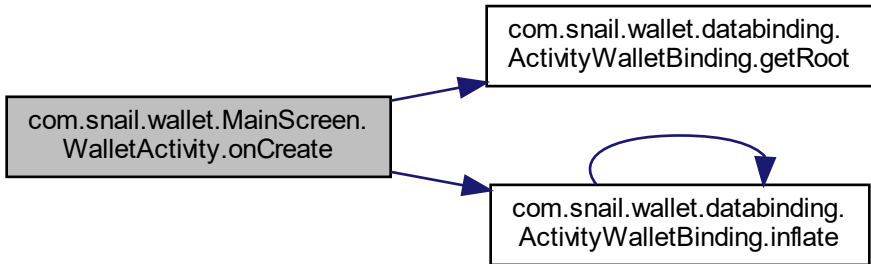 com.snail.wallet.databinding.
ActivityWalletBinding.getRoot
com.snail.wallet.MainScreen.
WalletActivity.onCreate
com.snail.wallet.databinding.
ActivityWalletBinding.inflate